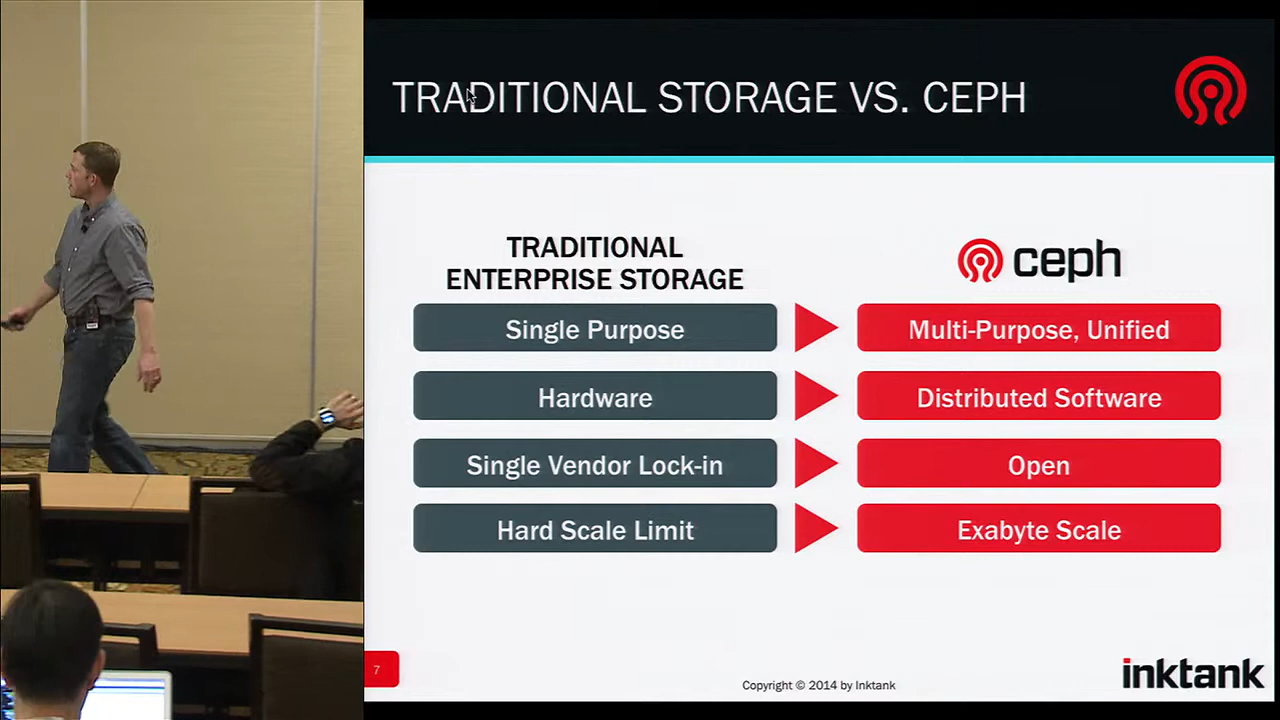 TRADITIONAL STORAGE VS. CEPH
TRADITIONAL
ENTERPRISE STORAGE
ceph
Single Purpose
Multi-Purpose, Unified
Hardware
Distributed Software
Single Vendor Lock-in
Open
Hard Scale Limit
Exabyte Scale
7
Copyright © 2014 by Inktank
inktank